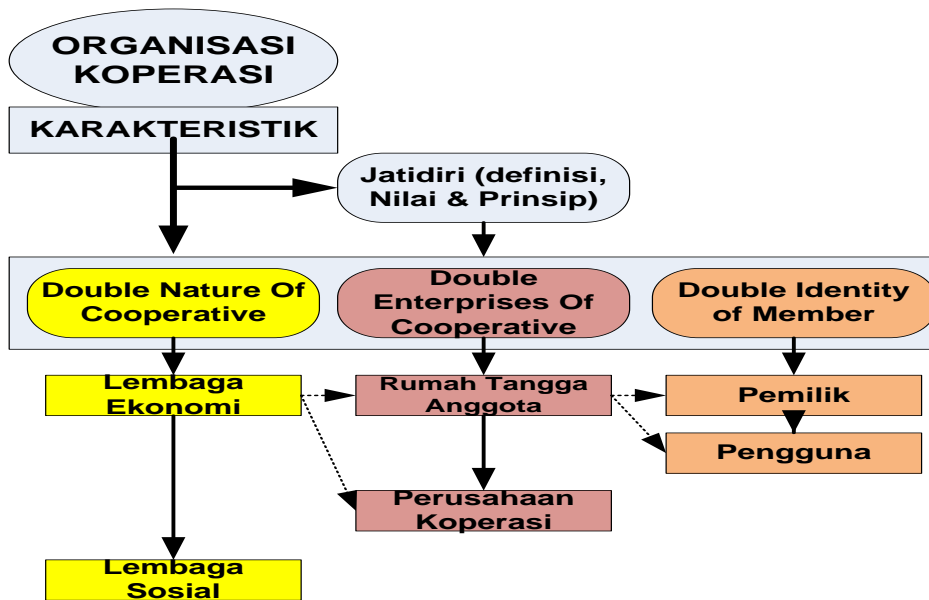 ORGANISASI
KOPERASI
KARAKTERISTIK
Jatidiri (definisi,
Nilai & Prinsip)
Double Nature Of
Cooperative
Double
Enterprises Of
Cooperative
Double Identity
of Member
Lembaga
Ekonomi
Rumah Tangga
Anggota
Pemilik
Pengguna
Perusahaan
Koperasi
Lembaga
Sosial